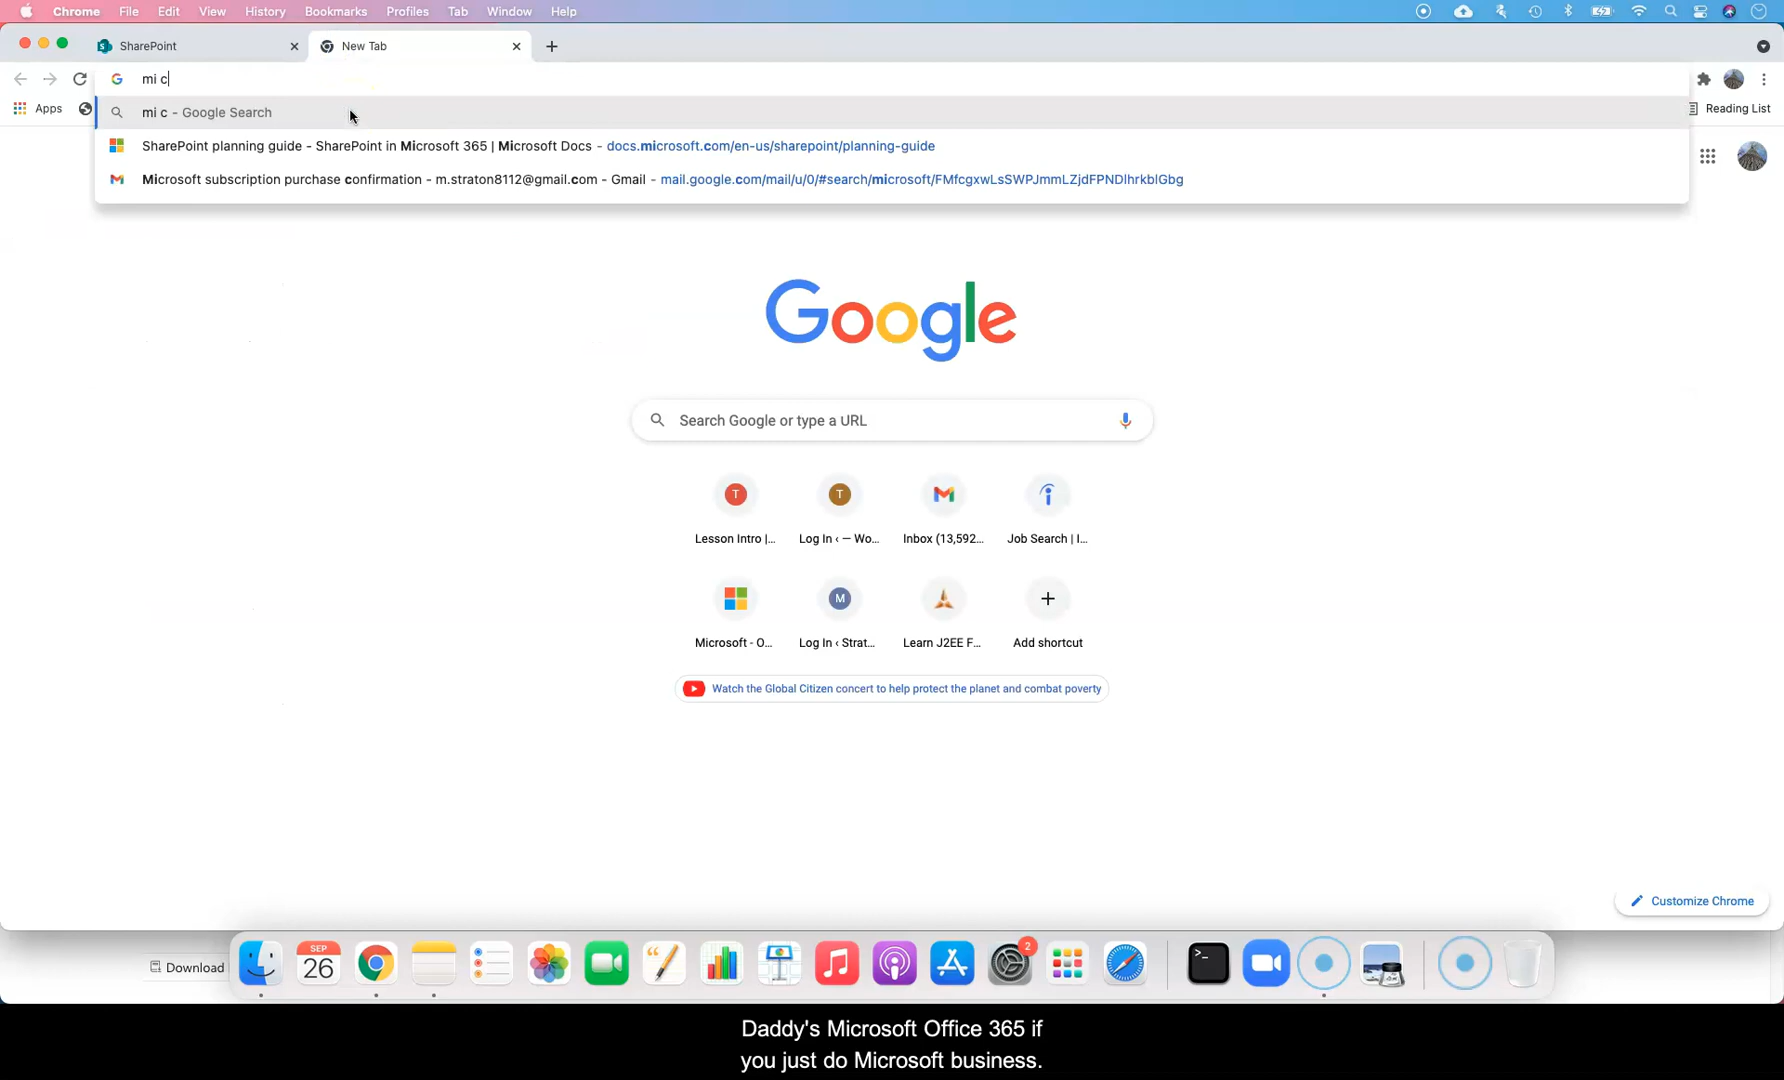 Chrome File Edit View History Bookmarks Profiles Tab Window Help
SharePoint New Tab
mi c
Apps Reading List
mi c - Google Search
SharePoint planning guide - SharePoint in Microsoft 365 | Microsoft Docs - docs.microsoft.com/en-us/sharepoint/planning-guide
Microsoft subscription purchase confirmation - m.straton8112@gmail.com - Gmail - mail.google.com/mail/u/0/#search/microsoft/FMfcgxwLsSWPJmmLZjdFPNDlhrkblGbg
Google
Search Google or type a URL
T T
Lesson Intro |... Log In ‹ — Wo... Inbox (13,592... Job Search | I...
M
Microsoft - O... Log In ‹ Strat... Learn J2EE F... Add shortcut
Watch the Global Citizen concert to help protect the planet and combat poverty
Customize Chrome
SEP
26
2
Download
Daddy's Microsoft Office 365 if
you just do Microsoft business.